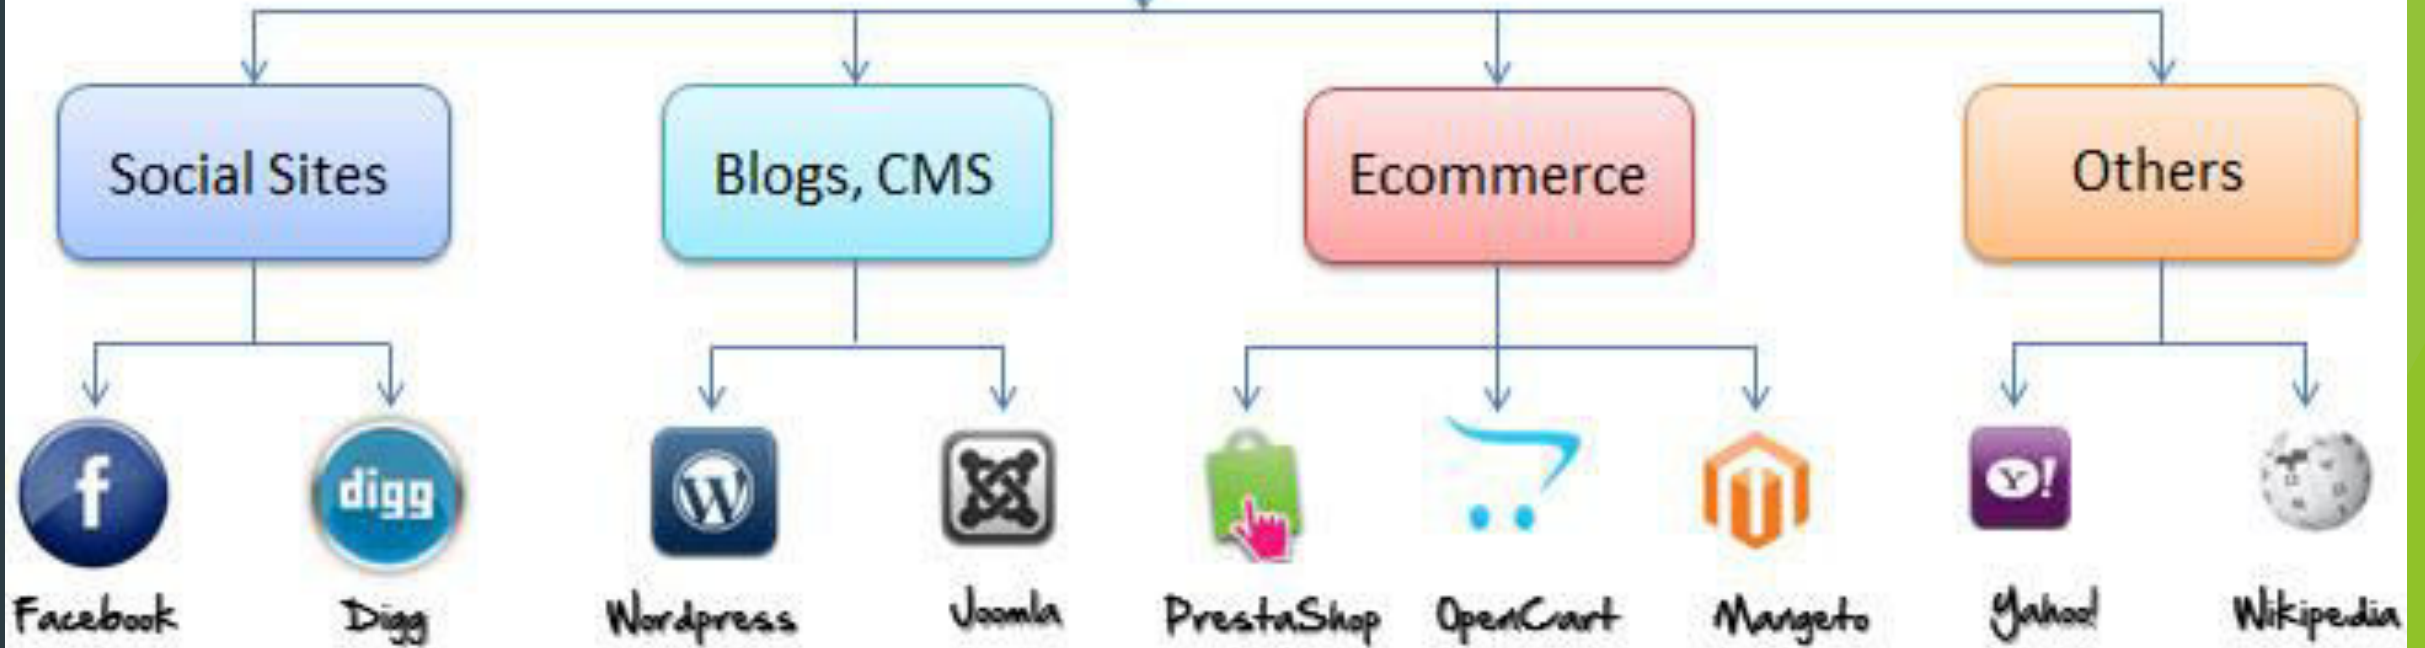 Social Sites
Blogs, CMS
Ecommerce
Others
f
digg
W
Y!
Facebook
Digg
Wordpress
Joomla
PrestaShop
OpenCart
Mangeto
Yahoo!
Wikipedia